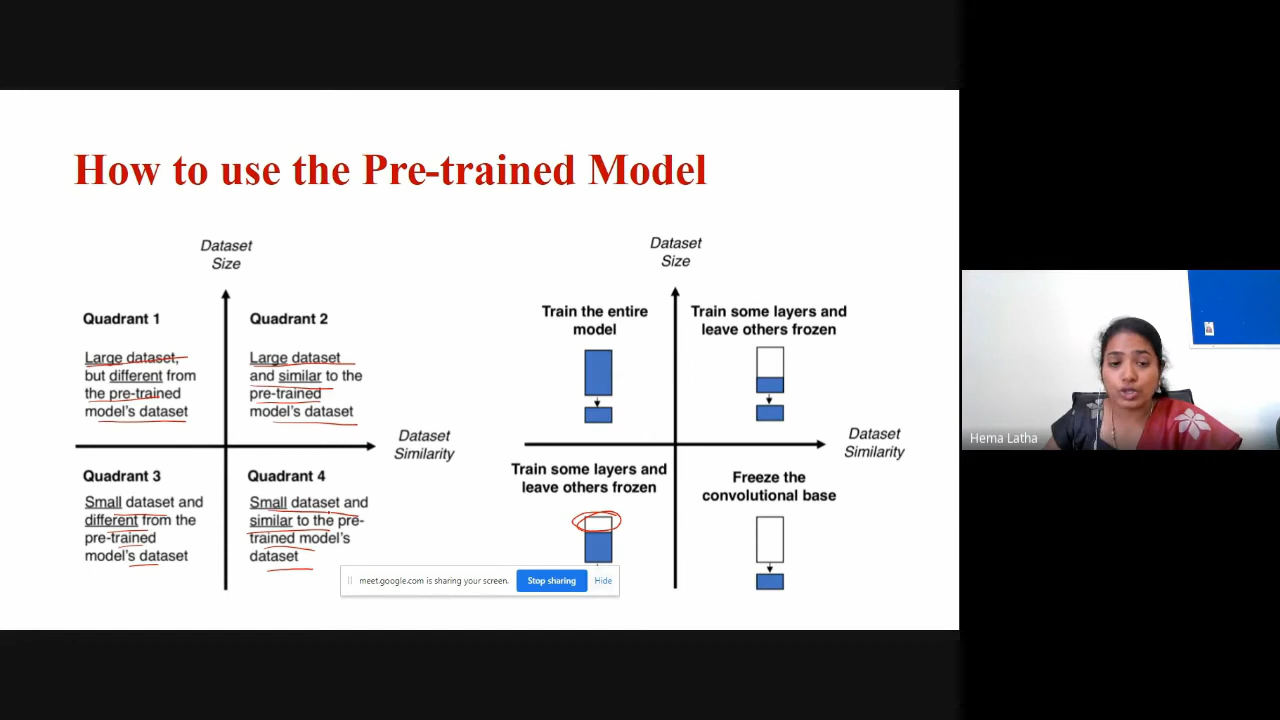 How to use the Pre-trained Model
Dataset
Size
Quadrant 1
Large dataset,
but different from
the pre-trained
model's dataset
Quadrant 2
Large dataset
and similar to the
pre-trained
model's dataset
Dataset
Similarity
Quadrant 3
Small dataset and
different from the
pre-trained
model's dataset
Quadrant 4
Small dataset and
similar to the pre-
trained model's
dataset
Dataset
Size
Train the entire
model
Train some layers and
leave others frozen
Dataset
Similarity
Train some layers and
leave others frozen
Freeze the
convolutional base
meet.google.com is sharing your screen.
Stop sharing
Hide
Hema Latha